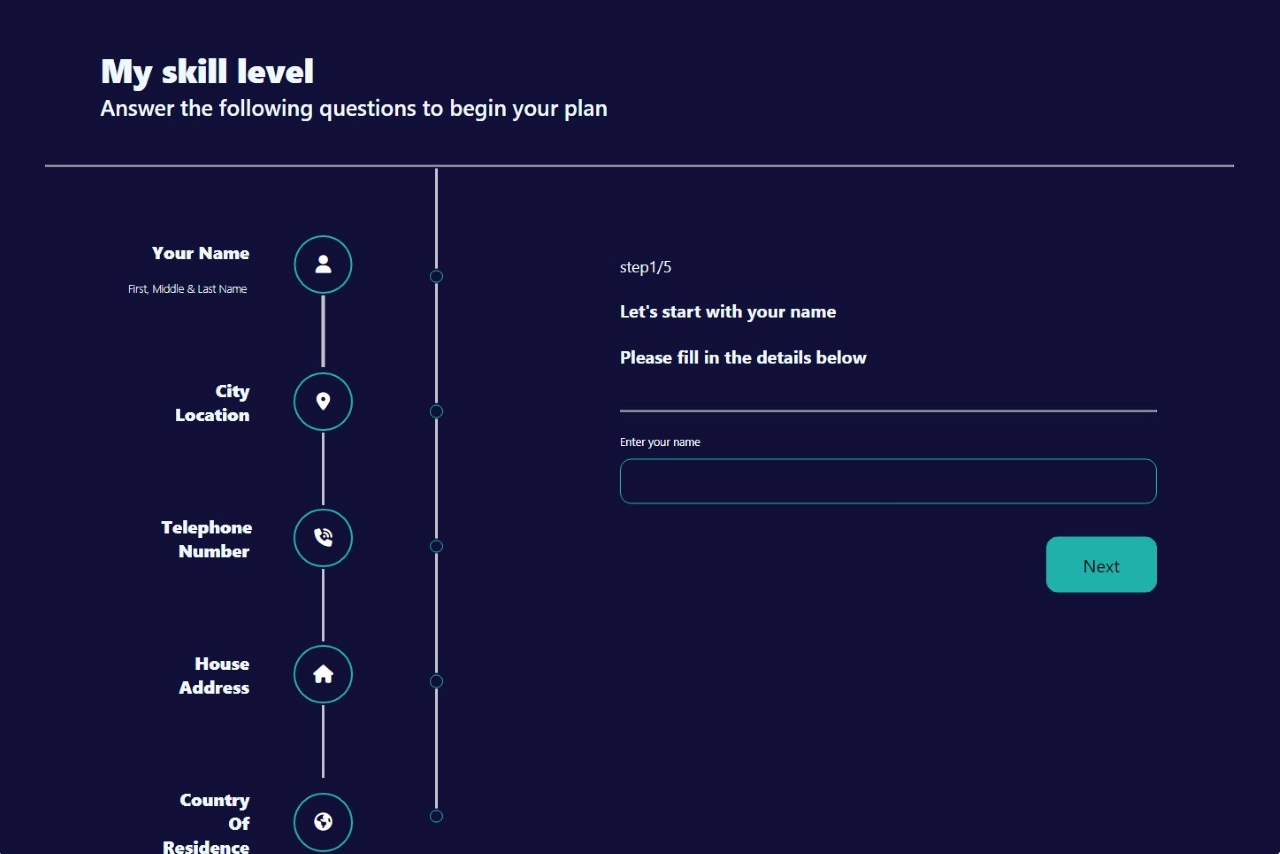 My skill level
Answer the following questions to begin your plan
Your Name
First, Middle & Last Name
City
Location
Telephone
Number
House
Address
Country
Of
Residence
step1/5
Let's start with your name
Please fill in the details below
Enter your name
Next